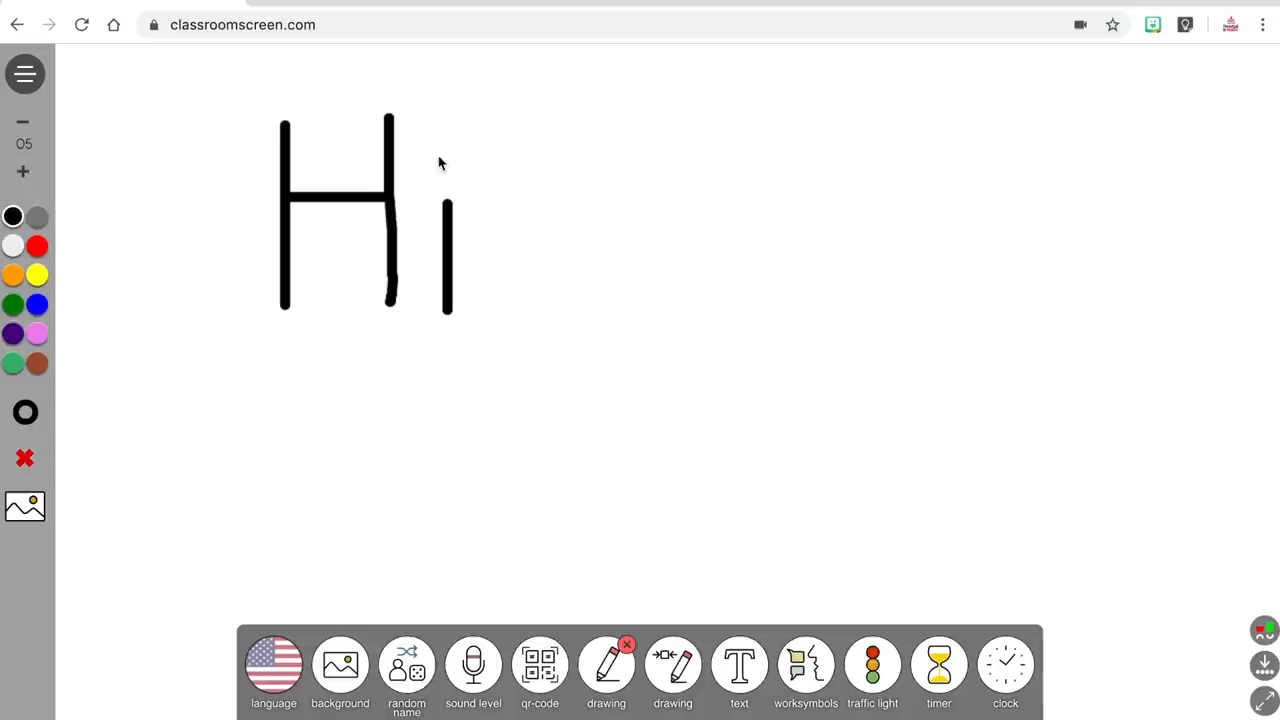 classroomscreen.com
05
Hi
language
background
random name
sound level
qr-code
drawing
drawing
text
worksymbols
traffic light
timer
clock